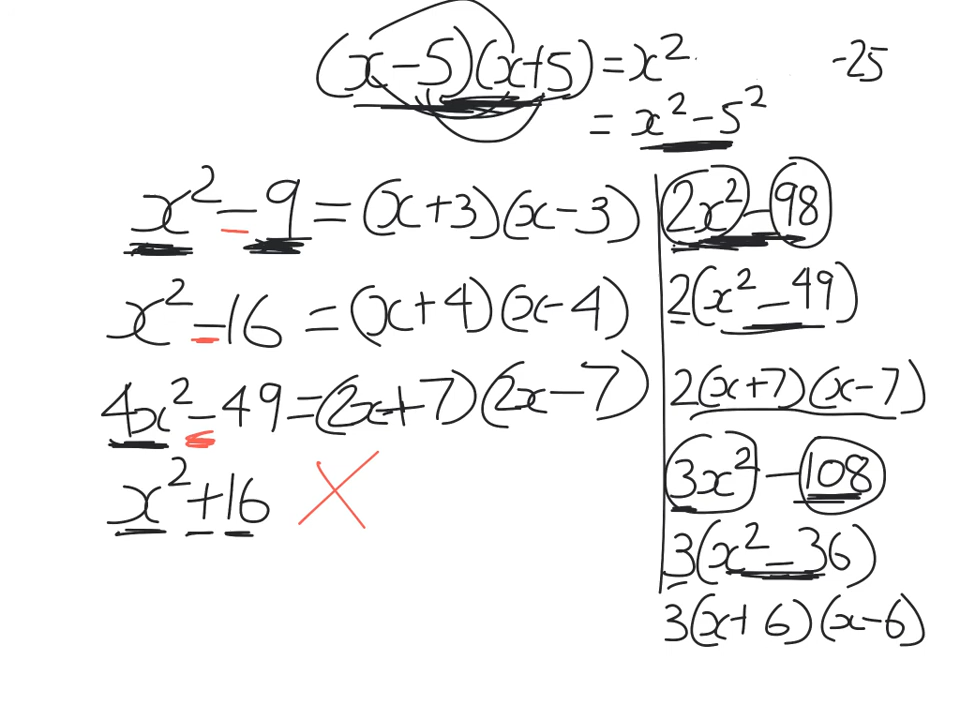 (x-5)(x+5) = x² -25
= x² - 5²
x² - 9 = (x+3)(x-3)
x² - 16 = (x+4)(x-4)
4x² - 49 = (2x+7)(2x-7)
x² + 16
2x² - 98
2(x² - 49)
2(x+7)(x-7)
3x² - 108
3(x² - 36)
3(x+6)(x-6)